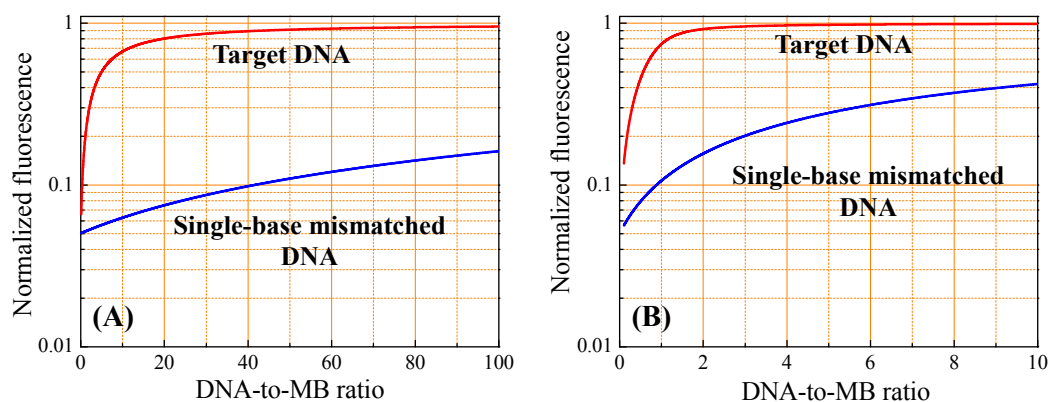 1
Target DNA
Normalized fluorescence
0.1
Single-base mismatched
DNA
(A)
0.01
0
20
40
60
80
100
DNA-to-MB ratio
1
Target DNA
Normalized fluorescence
0.1
Single-base mismatched
DNA
(B)
0.01
0
2
4
6
8
10
DNA-to-MB ratio